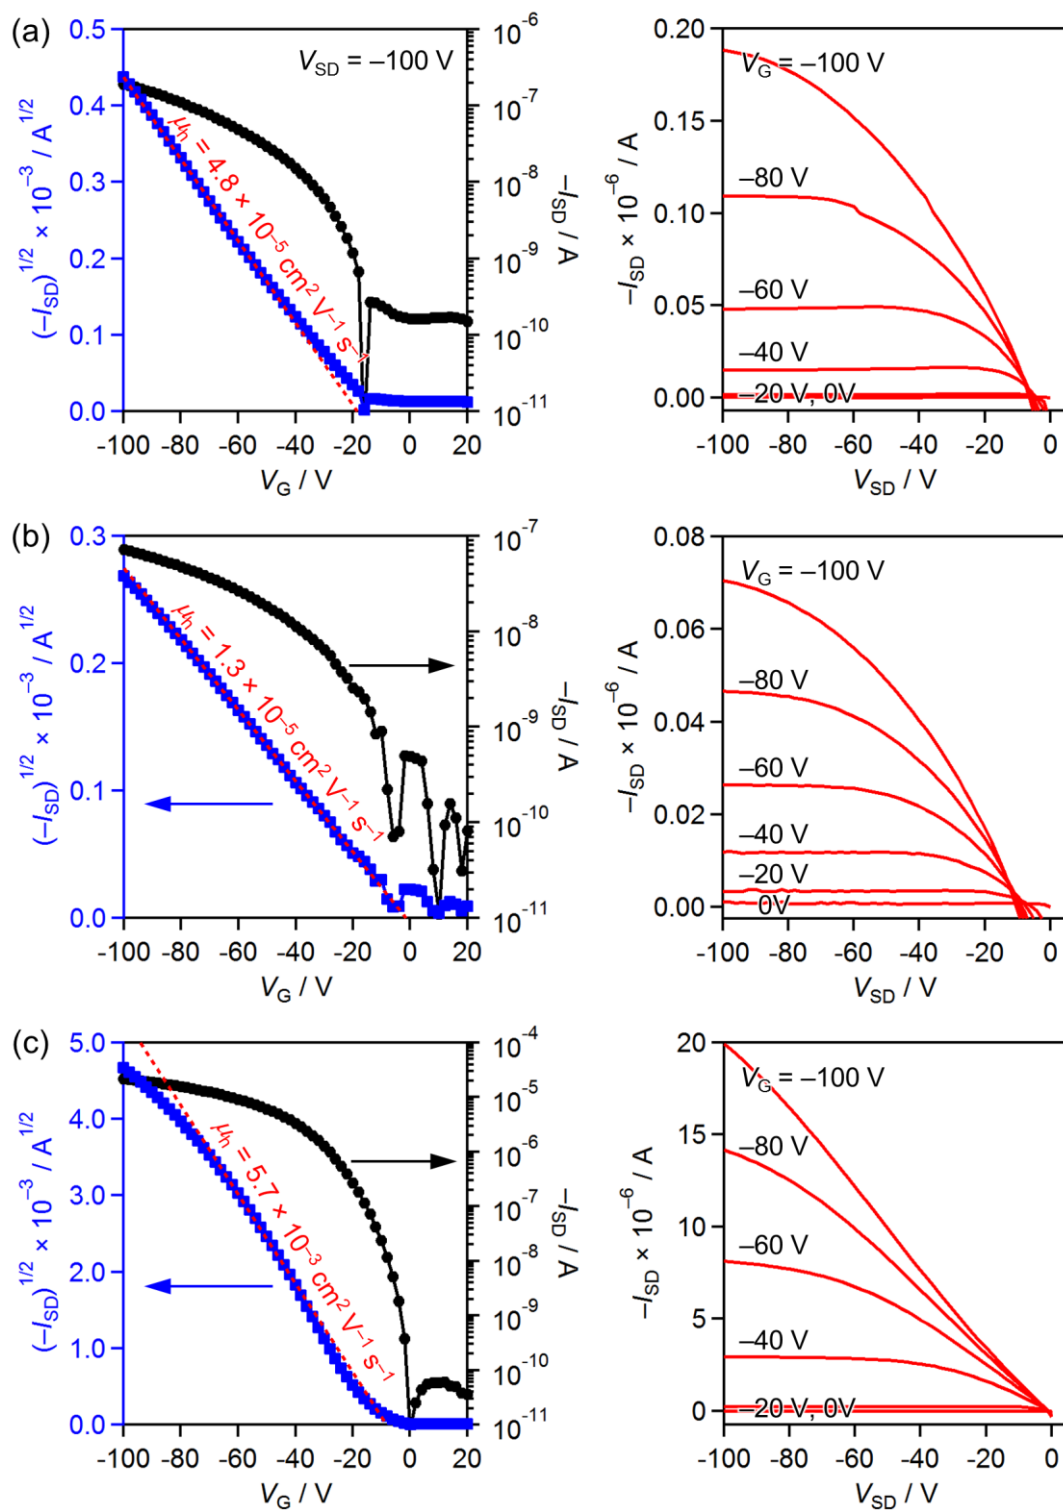 (a)
0.5
0.4
0.3
0.2
0.1
0.0
(–I_SD)^1/2 × 10^–3 / A^1/2
V_SD = –100 V
μ_h = 4.8 × 10^–5 cm^2 V^–1 s^–1
10^-6
10^-7
10^-8
10^-9
10^-10
10^-11
–I_SD / A
-100 -80 -60 -40 -20 0 20
V_G / V
0.20
0.15
0.10
0.05
0.00
–I_SD × 10^–6 / A
V_G = –100 V
–80 V
–60 V
–40 V
–20 V, 0V
-100 -80 -60 -40 -20 0
V_SD / V
(b)
0.3
0.2
0.1
0.0
(–I_SD)^1/2 × 10^–3 / A^1/2
μ_h = 1.3 × 10^–5 cm^2 V^–1 s^–1
10^-7
10^-8
10^-9
10^-10
10^-11
–I_SD / A
-100 -80 -60 -40 -20 0 20
V_G / V
0.08
0.06
0.04
0.02
0.00
–I_SD × 10^–6 / A
V_G = –100 V
–80 V
–60 V
–40 V
–20 V
0V
-100 -80 -60 -40 -20 0
V_SD / V
(c)
5.0
4.0
3.0
2.0
1.0
0.0
(–I_SD)^1/2 × 10^–3 / A^1/2
μ_h = 5.7 × 10^–3 cm^2 V^–1 s^–1
10^-4
10^-5
10^-6
10^-7
10^-8
10^-9
10^-10
10^-11
–I_SD / A
-100 -80 -60 -40 -20 0 20
V_G / V
20
15
10
5
0
–I_SD × 10^–6 / A
V_G = –100 V
–80 V
–60 V
–40 V
–20 V, 0V
-100 -80 -60 -40 -20 0
V_SD / V